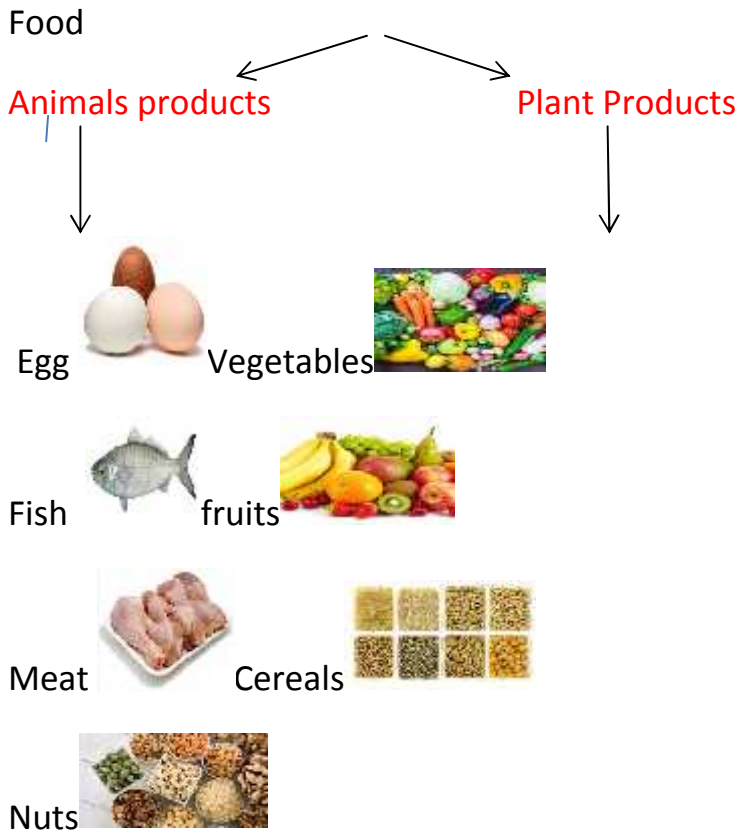 Food
Animals products Plant Products
Egg Vegetables
Fish fruits
Meat Cereals
Nuts